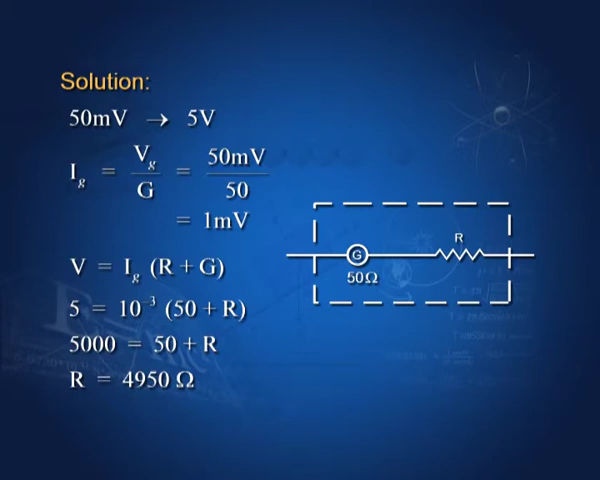 Solution:
50mV → 5V
I_g = V_g / G = 50mV / 50
= 1mV
V = I_g (R + G)
5 = 10⁻³ (50 + R)
5000 = 50 + R
R = 4950 Ω
R
G
50Ω